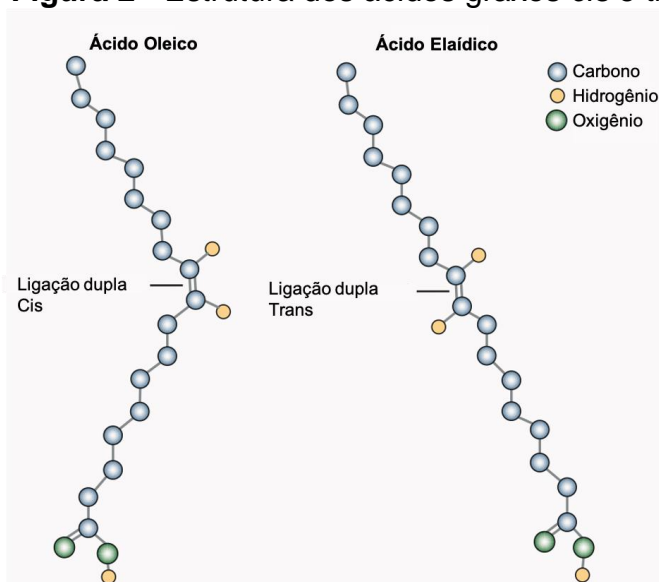 Ácido Oleico
Ácido Elaídico
Carbono
Hidrogênio
Oxigênio
Ligação dupla
Cis
Ligação dupla
Trans